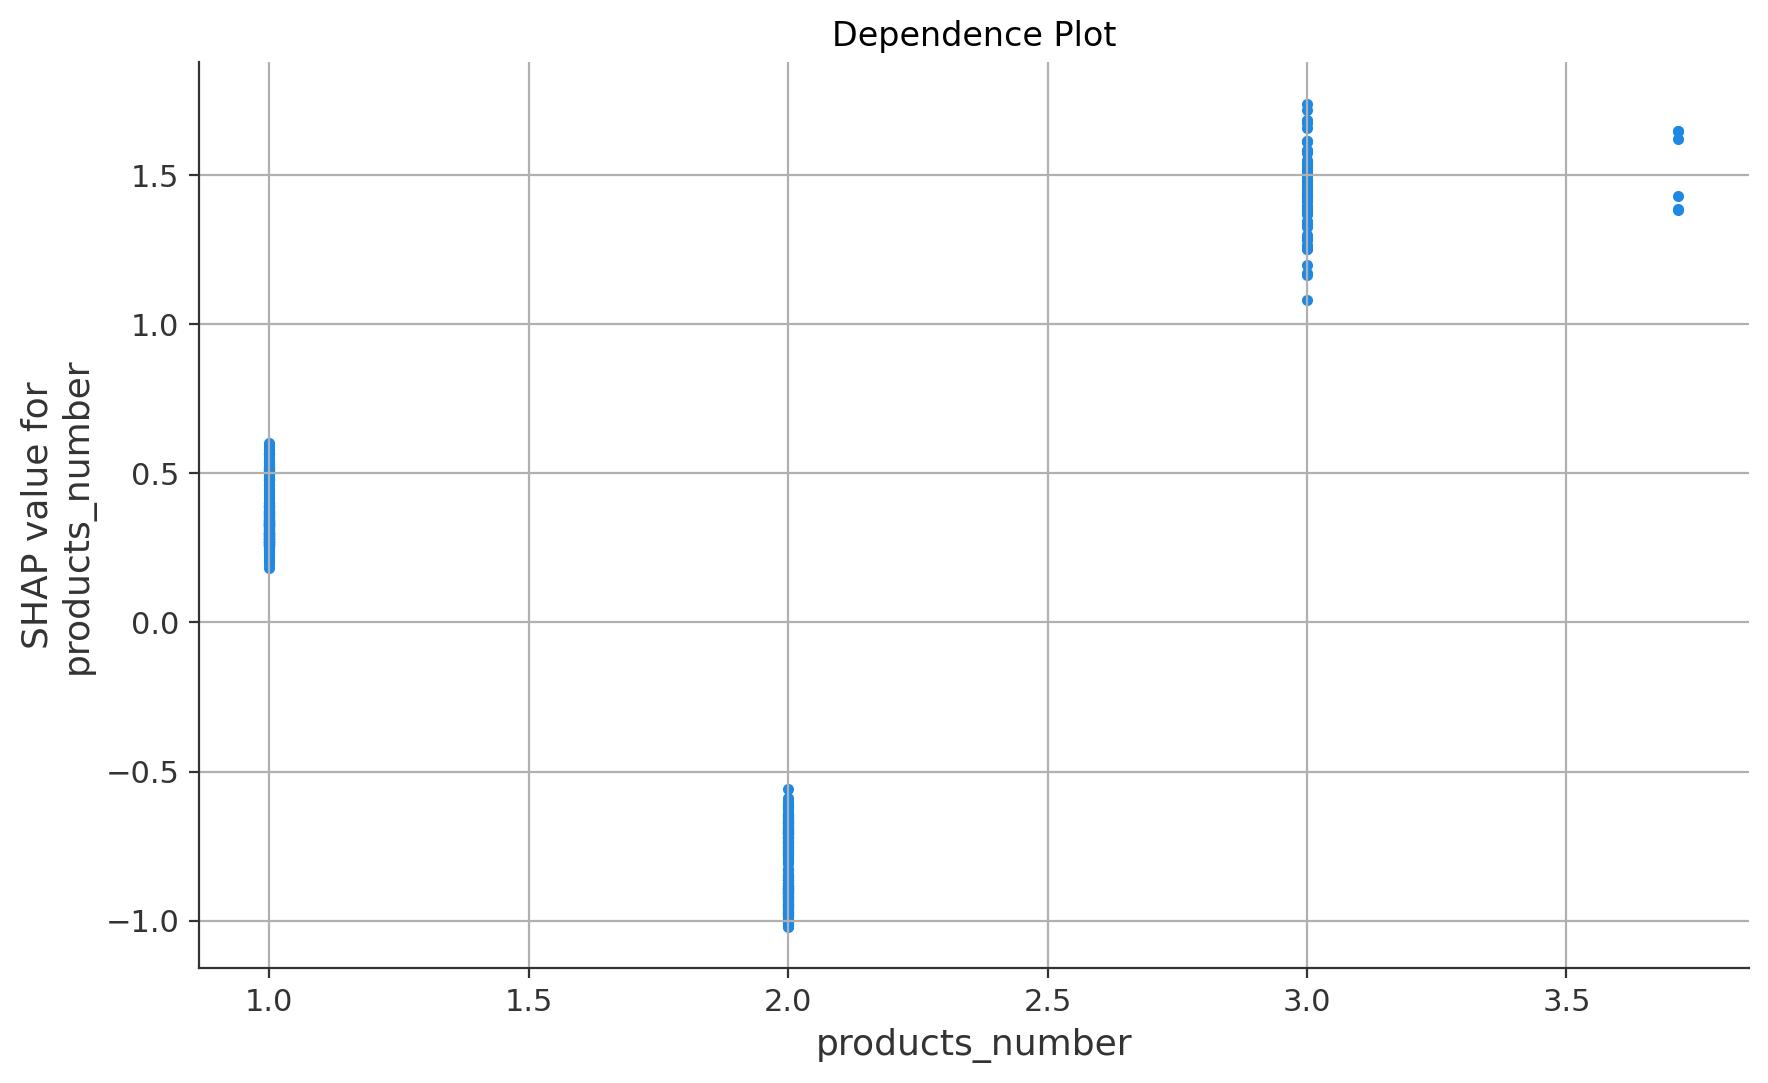 Dependence Plot
1.5
1.0
0.5
0.0
−0.5
−1.0
SHAP value for
products_number
1.0 1.5 2.0 2.5 3.0 3.5
products_number